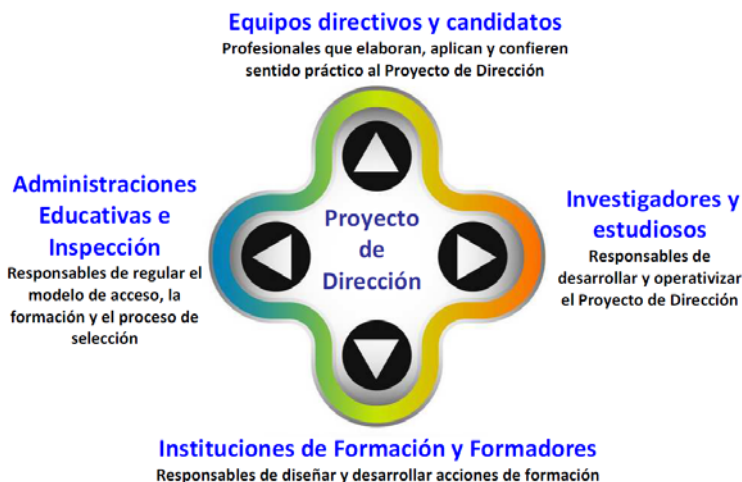 Equipos directivos y candidatos
Profesionales que elaboran, aplican y confieren
sentido práctico al Proyecto de Dirección
Administraciones
Educativas e
Inspección
Responsables de regular el
modelo de acceso, la
formación y el proceso de
selección
Proyecto
de
Dirección
Investigadores y
estudiosos
Responsables de
desarrollar y operativizar
el Proyecto de Dirección
Instituciones de Formación y Formadores
Responsables de diseñar y desarrollar acciones de formación